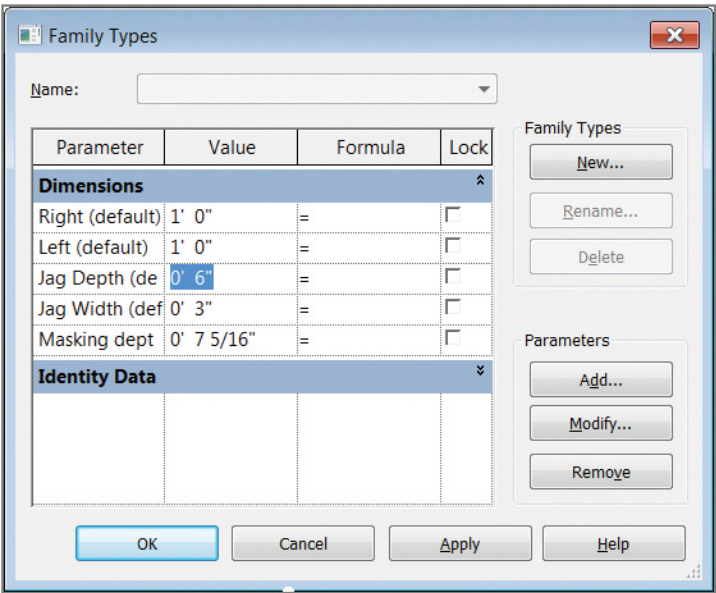 Family Types
Name:
Parameter Value Formula Lock
Dimensions
Right (default) 1' 0" =
Left (default) 1' 0" =
Jag Depth (de 0' 6" =
Jag Width (def 0' 3" =
Masking dept 0' 7 5/16" =
Identity Data
Family Types
New...
Rename...
Delete
Parameters
Add...
Modify...
Remove
OK Cancel Apply Help